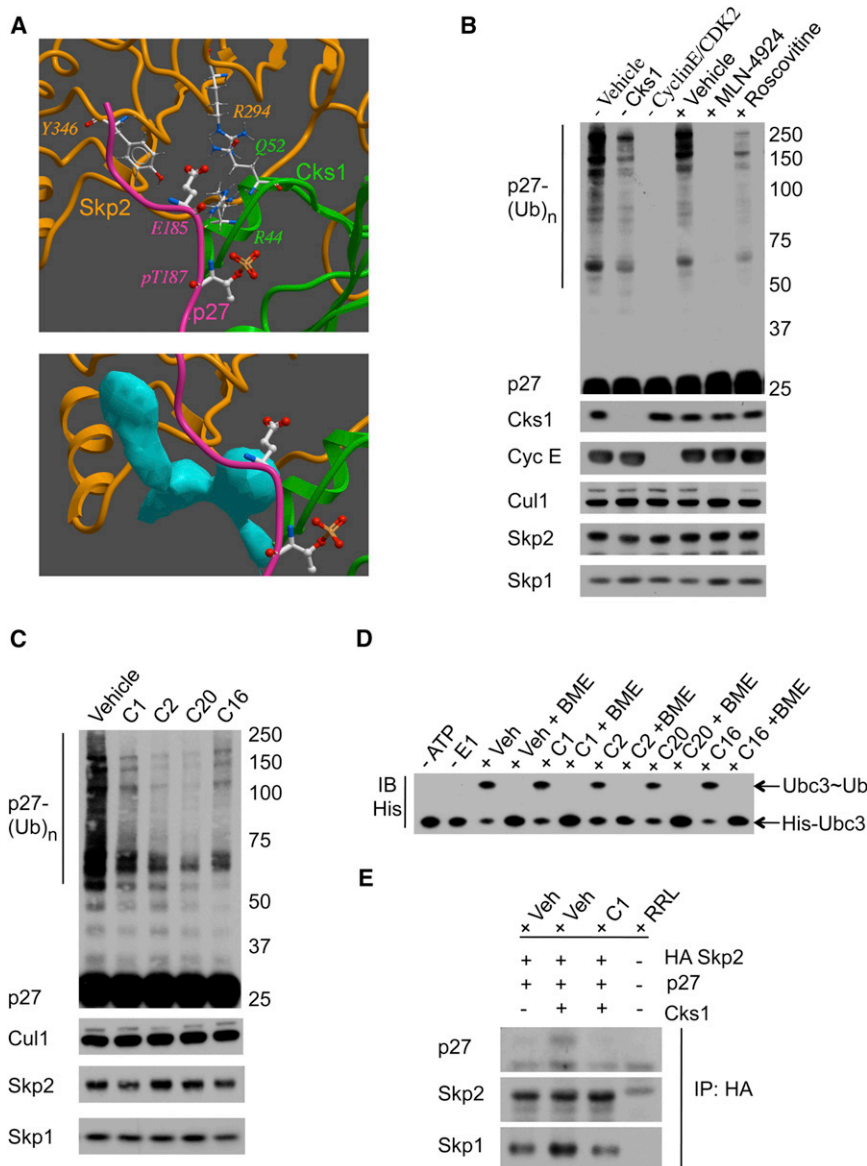 A
Y346
R294
Q52
Cks1
Skp2
E185
R44
pT187
p27
B
- Vehicle
- Cks1
- CyclinE/CDK2
+ Vehicle
+ MLN-4924
+ Roscovitine
p27-
(Ub)n
250
150
100
75
50
37
p27
25
Cks1
Cyc E
Cul1
Skp2
Skp1
C
Vehicle
C1
C2
C20
C16
p27-
(Ub)n
250
150
100
75
50
37
p27
25
Cul1
Skp2
Skp1
D
- ATP
- E1
+ Veh
+ Veh + BME
+ C1
+ C1 + BME
+ C2
+ C2 +BME
+ C20
+ C20 + BME
+ C16
+ C16 +BME
IB
His
Ubc3~Ub
His-Ubc3
E
+ Veh
+ Veh
+ C1
+ RRL
HA Skp2 + + + -
p27 + + + -
Cks1 - + + -
p27
Skp2
Skp1
IP: HA